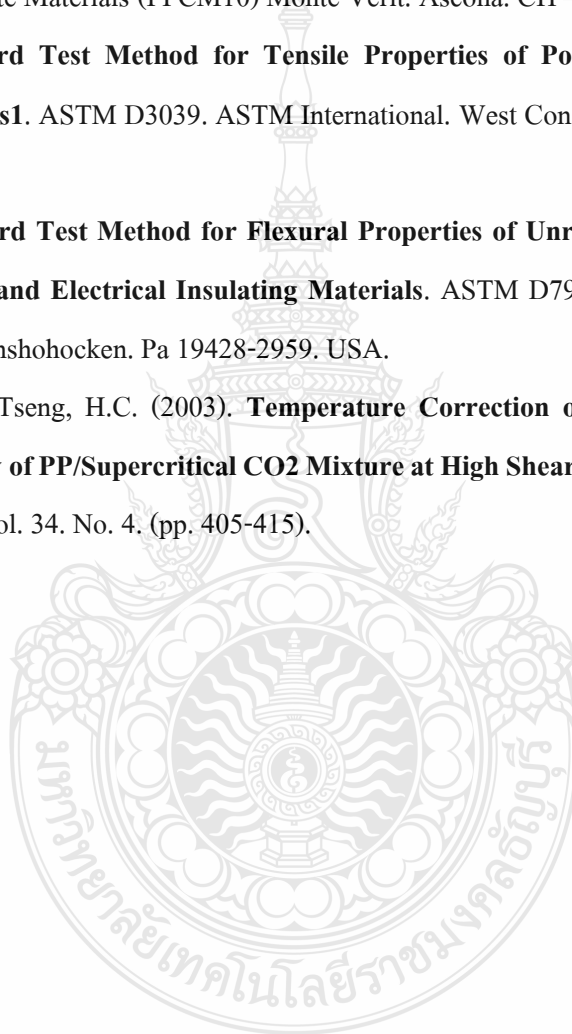 te Materials (FPCM10) Monte Verit. Ascona. CH
rd Test Method for Tensile Properties of Po
s1. ASTM D3039. ASTM International. West Con
rd Test Method for Flexural Properties of Unr
and Electrical Insulating Materials. ASTM D79
nshohocken. Pa 19428-2959. USA.
Tseng, H.C. (2003). Temperature Correction o
y of PP/Supercritical CO2 Mixture at High Shear
ol. 34. No. 4. (pp. 405-415).
มหาวิทยาลัยเทคโนโลยีราชมงคลธัญบุรี